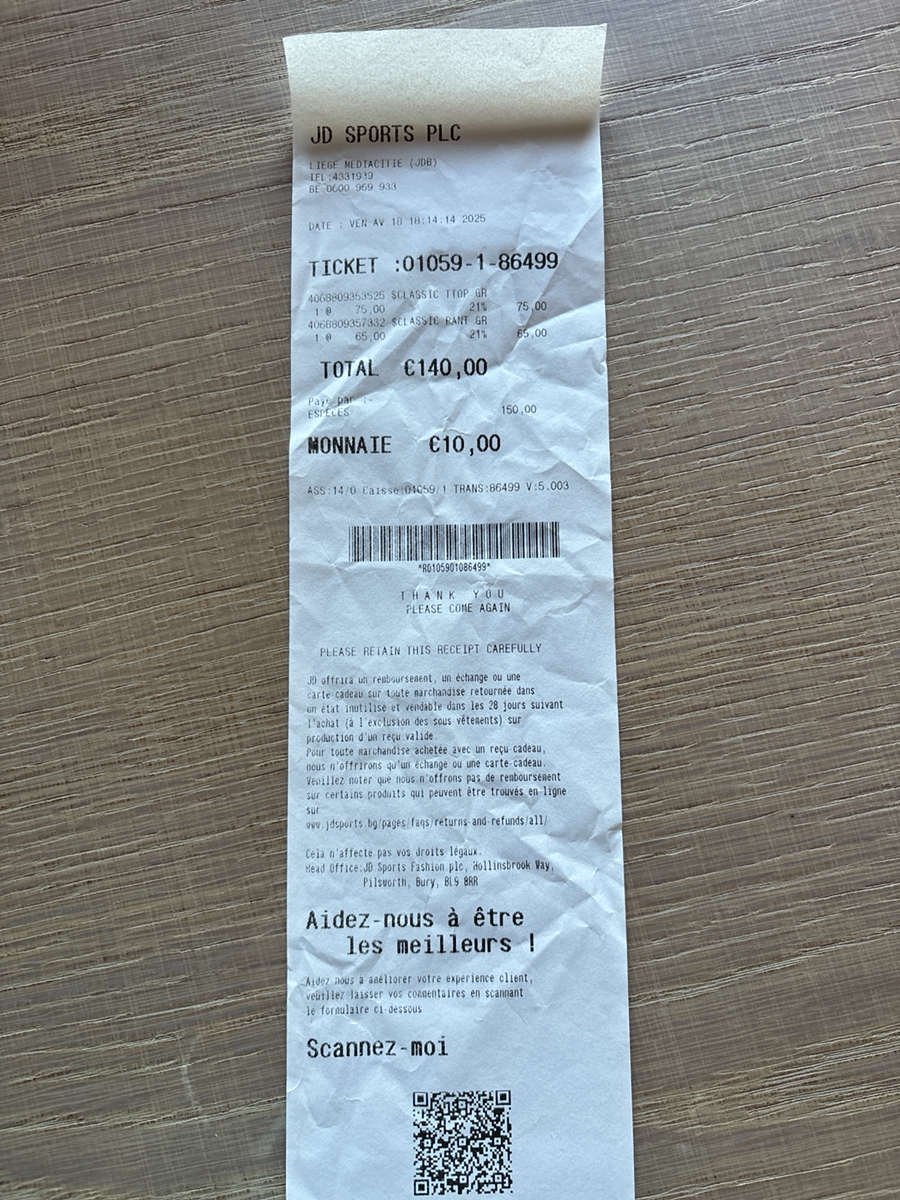 JD SPORTS PLC
LIEGE MEDIACITIE (JDB)
TEL:4331939
BE 0600 969 933
DATE : VEN AV 18 18:14.14 2025
TICKET :01059-1-86499
4068809353525 $CLASSIC TTOP GR
1 @ 75,00 21% 75,00
4068809357332 $CLASSIC PANT GR
1 @ 65,00 21% 65,00
TOTAL €140,00
Paye par :-
ESPECES 150,00
MONNAIE €10,00
ASS:14/0 Caisse:01059/1 TRANS:86499 V:5.003
*R0105901086499*
THANK YOU
PLEASE COME AGAIN
PLEASE RETAIN THIS RECEIPT CAREFULLY
JD offrira un remboursement, un échange ou une
carte cadeau sur toute marchandise retournée dans
un état inutilisé et vendable dans les 28 jours suivant
l'achat (à l'exclusion des sous vêtements) sur
production d'un reçu valide.
Pour toute marchandise achetée avec un reçu cadeau,
nous n'offrirons qu'un échange ou une carte-cadeau.
Veuillez noter que nous n'offrons pas de remboursement
sur certains produits qui peuvent être trouvés en ligne
sur
www.jdsports.bg/pages/faqs/returns-and-refunds/all/
Cela n'affecte pas vos droits légaux.
Head Office:JD Sports Fashion plc, Hollinsbrook Way,
Pilsworth, Bury, BL9 8RR
Aidez-nous à être
les meilleurs !
Aidez nous à améliorer votre expérience client,
veuillez laisser vos commentaires en scannant
le formulaire ci-dessous
Scannez-moi